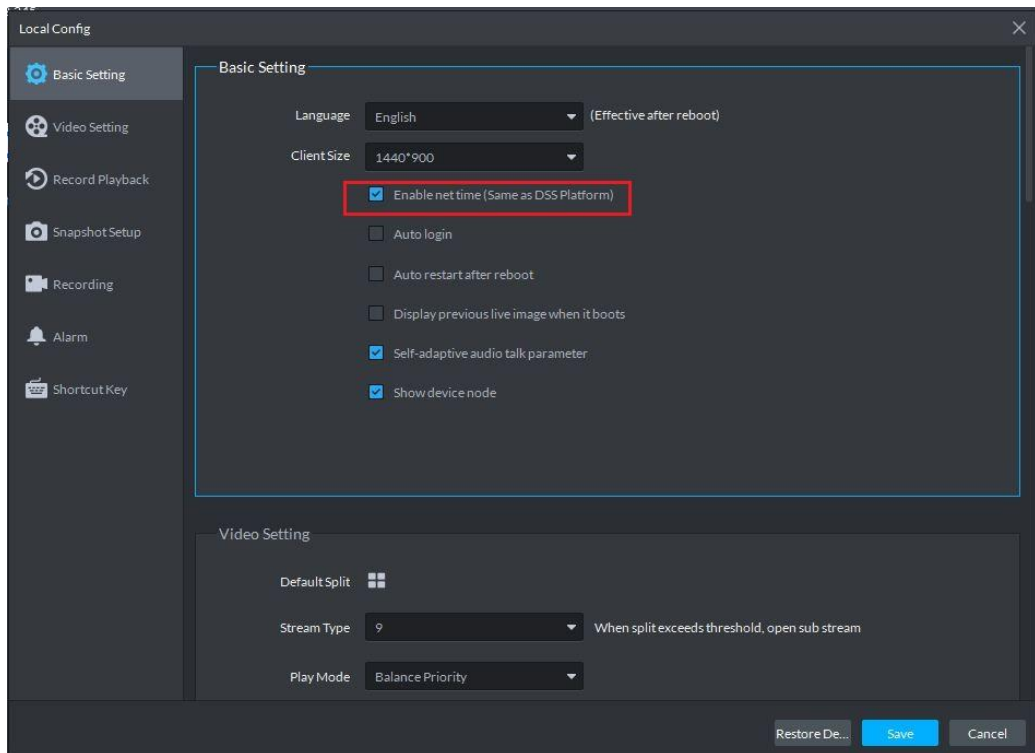 Local Config
Basic Setting
Video Setting
Record Playback
Snapshot Setup
Recording
Alarm
Shortcut Key
Basic Setting
Language English (Effective after reboot)
Client Size 1440*900
Enable net time (Same as DSS Platform)
Auto login
Auto restart after reboot
Display previous live image when it boots
Self-adaptive audio talk parameter
Show device node
Video Setting
Default Split
Stream Type 9 When split exceeds threshold, open sub stream
Play Mode Balance Priority
Restore De... Save Cancel